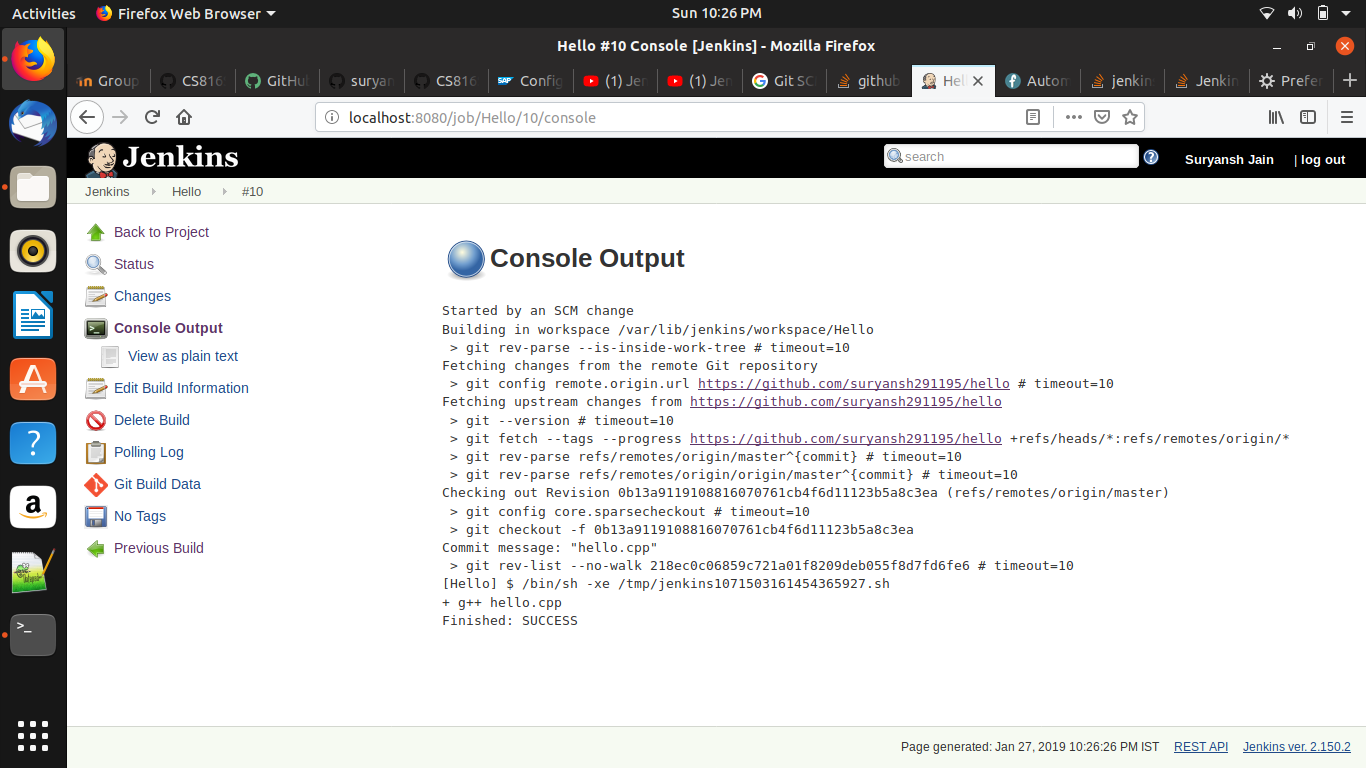 Activities Firefox Web Browser Sun 10:26 PM
Hello #10 Console [Jenkins] - Mozilla Firefox
Group CS816 GitHu surya CS816 Config (1) Je (1) Je Git SC github Hel Autom jenkin Jenkin Prefer
localhost:8080/job/Hello/10/console
Jenkins search Suryansh Jain | log out
Jenkins Hello #10
Back to Project
Status
Changes
Console Output
View as plain text
Edit Build Information
Delete Build
Polling Log
Git Build Data
No Tags
Previous Build
Console Output
Started by an SCM change
Building in workspace /var/lib/jenkins/workspace/Hello
> git rev-parse --is-inside-work-tree # timeout=10
Fetching changes from the remote Git repository
> git config remote.origin.url https://github.com/suryansh291195/hello # timeout=10
Fetching upstream changes from https://github.com/suryansh291195/hello
> git --version # timeout=10
> git fetch --tags --progress https://github.com/suryansh291195/hello +refs/heads/*:refs/remotes/origin/*
> git rev-parse refs/remotes/origin/master^{commit} # timeout=10
> git rev-parse refs/remotes/origin/origin/master^{commit} # timeout=10
Checking out Revision 0b13a9119108816070761cb4f6d11123b5a8c3ea (refs/remotes/origin/master)
> git config core.sparsecheckout # timeout=10
> git checkout -f 0b13a9119108816070761cb4f6d11123b5a8c3ea
Commit message: "hello.cpp"
> git rev-list --no-walk 218ec0c06859c721a01f8209deb055f8d7fd6fe6 # timeout=10
[Hello] $ /bin/sh -xe /tmp/jenkins1071503161454365927.sh
+ g++ hello.cpp
Finished: SUCCESS
Page generated: Jan 27, 2019 10:26:26 PM IST REST API Jenkins ver. 2.150.2